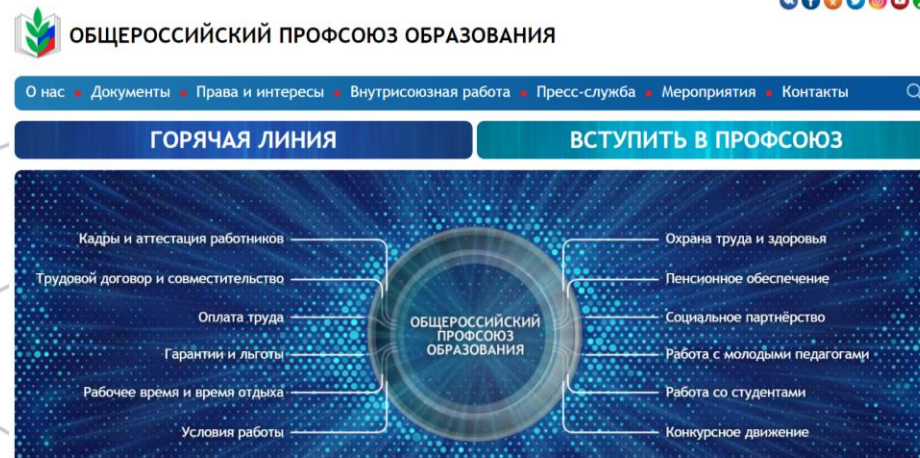 ОБЩЕРОССИЙСКИЙ ПРОФСОЮЗ ОБРАЗОВАНИЯ
О нас Документы Права и интересы Внутрисоюзная работа Пресс-служба Мероприятия Контакты
ГОРЯЧАЯ ЛИНИЯ
ВСТУПИТЬ В ПРОФСОЮЗ
Кадры и аттестация работников
Трудовой договор и совместительство
Оплата труда
Гарантии и льготы
Рабочее время и время отдыха
Условия работы
ОБЩЕРОССИЙСКИЙ
ПРОФСОЮЗ
ОБРАЗОВАНИЯ
Охрана труда и здоровья
Пенсионное обеспечение
Социальное партнёрство
Работа с молодыми педагогами
Работа со студентами
Конкурсное движение